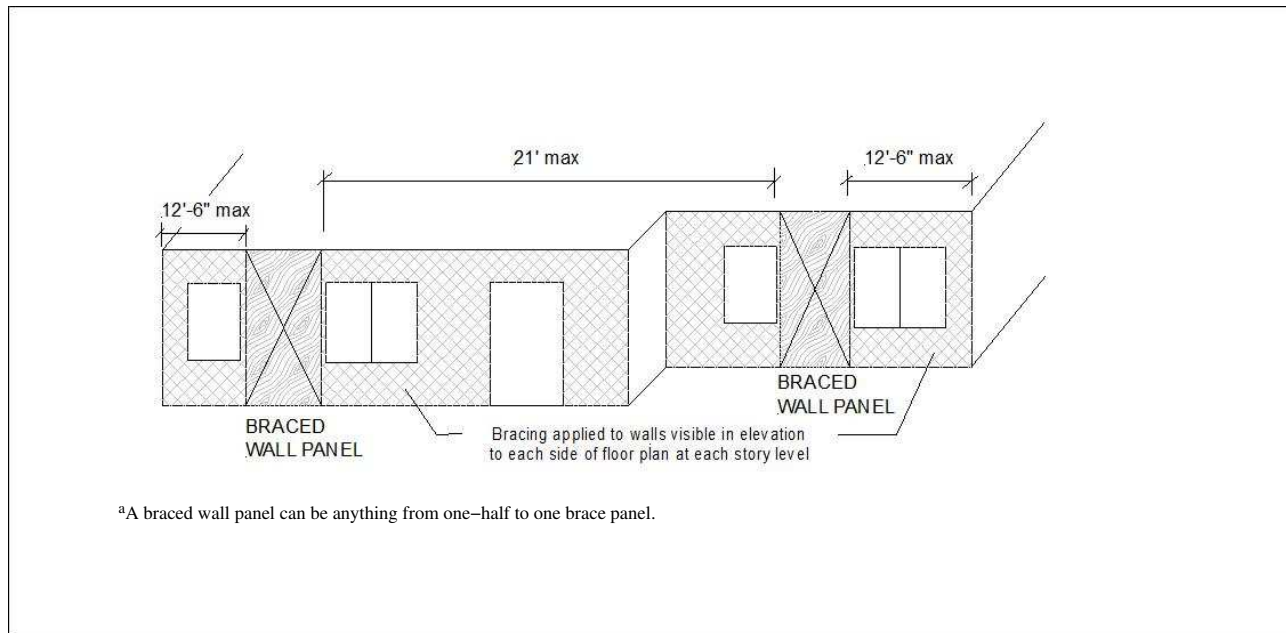 21' max
12'-6" max
12'-6" max
BRACED
WALL PANEL
BRACED
WALL PANEL
Bracing applied to walls visible in elevation
to each side of floor plan at each story level
aA braced wall panel can be anything from one−half to one brace panel.